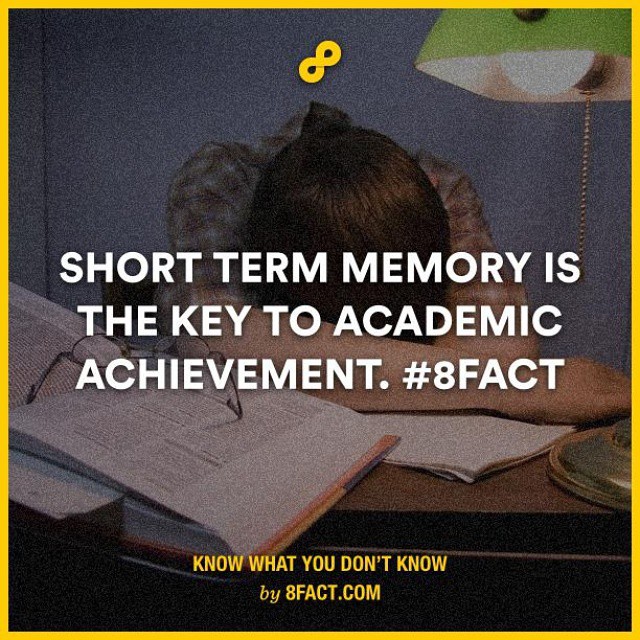 SHORT TERM MEMORY IS
THE KEY TO ACADEMIC
ACHIEVEMENT. #8FACT
KNOW WHAT YOU DON'T KNOW
by 8FACT.COM